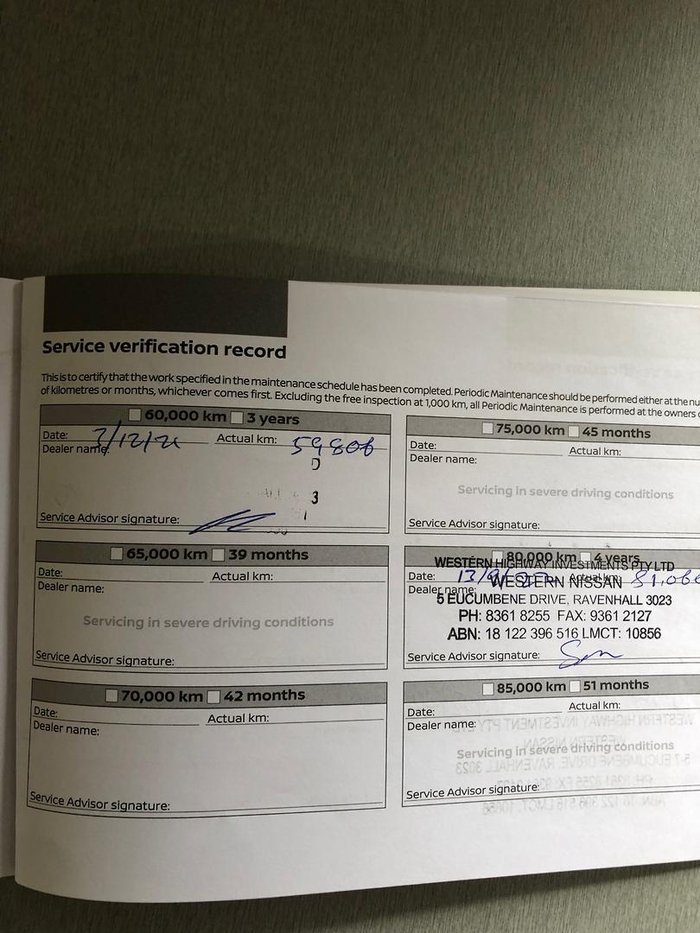 Service verification record
This is to certify that the work specified in the maintenance schedule has been completed. Periodic Maintenance should be performed either at the nu
of kilometres or months, whichever comes first. Excluding the free inspection at 1,000 km, all Periodic Maintenance is performed at the owners
60,000 km 3 years
Date: 3/12/21 Actual km: 59806
Dealer name:
D
3
Service Advisor signature:
65,000 km 39 months
Date: Actual km:
Dealer name:
Servicing in severe driving conditions
Service Advisor signature:
70,000 km 42 months
Date: Actual km:
Dealer name:
Service Advisor signature:
75,000 km 45 months
Date: Actual km:
Dealer name:
Servicing in severe driving conditions
Service Advisor signature:
80,000 km 4 years
WESTERN HIGHWAY INVESTMENTS PTY LTD
Date: Actual km: 81,06
WESTERN NISSAN
Dealer name:
5 EUCUMBENE DRIVE, RAVENHALL 3023
PH: 8361 8255 FAX: 9361 2127
ABN: 18 122 396 516 LMCT: 10856
Service Advisor signature:
85,000 km 51 months
Date: Actual km:
Dealer name:
Servicing in severe driving conditions
Service Advisor signature: